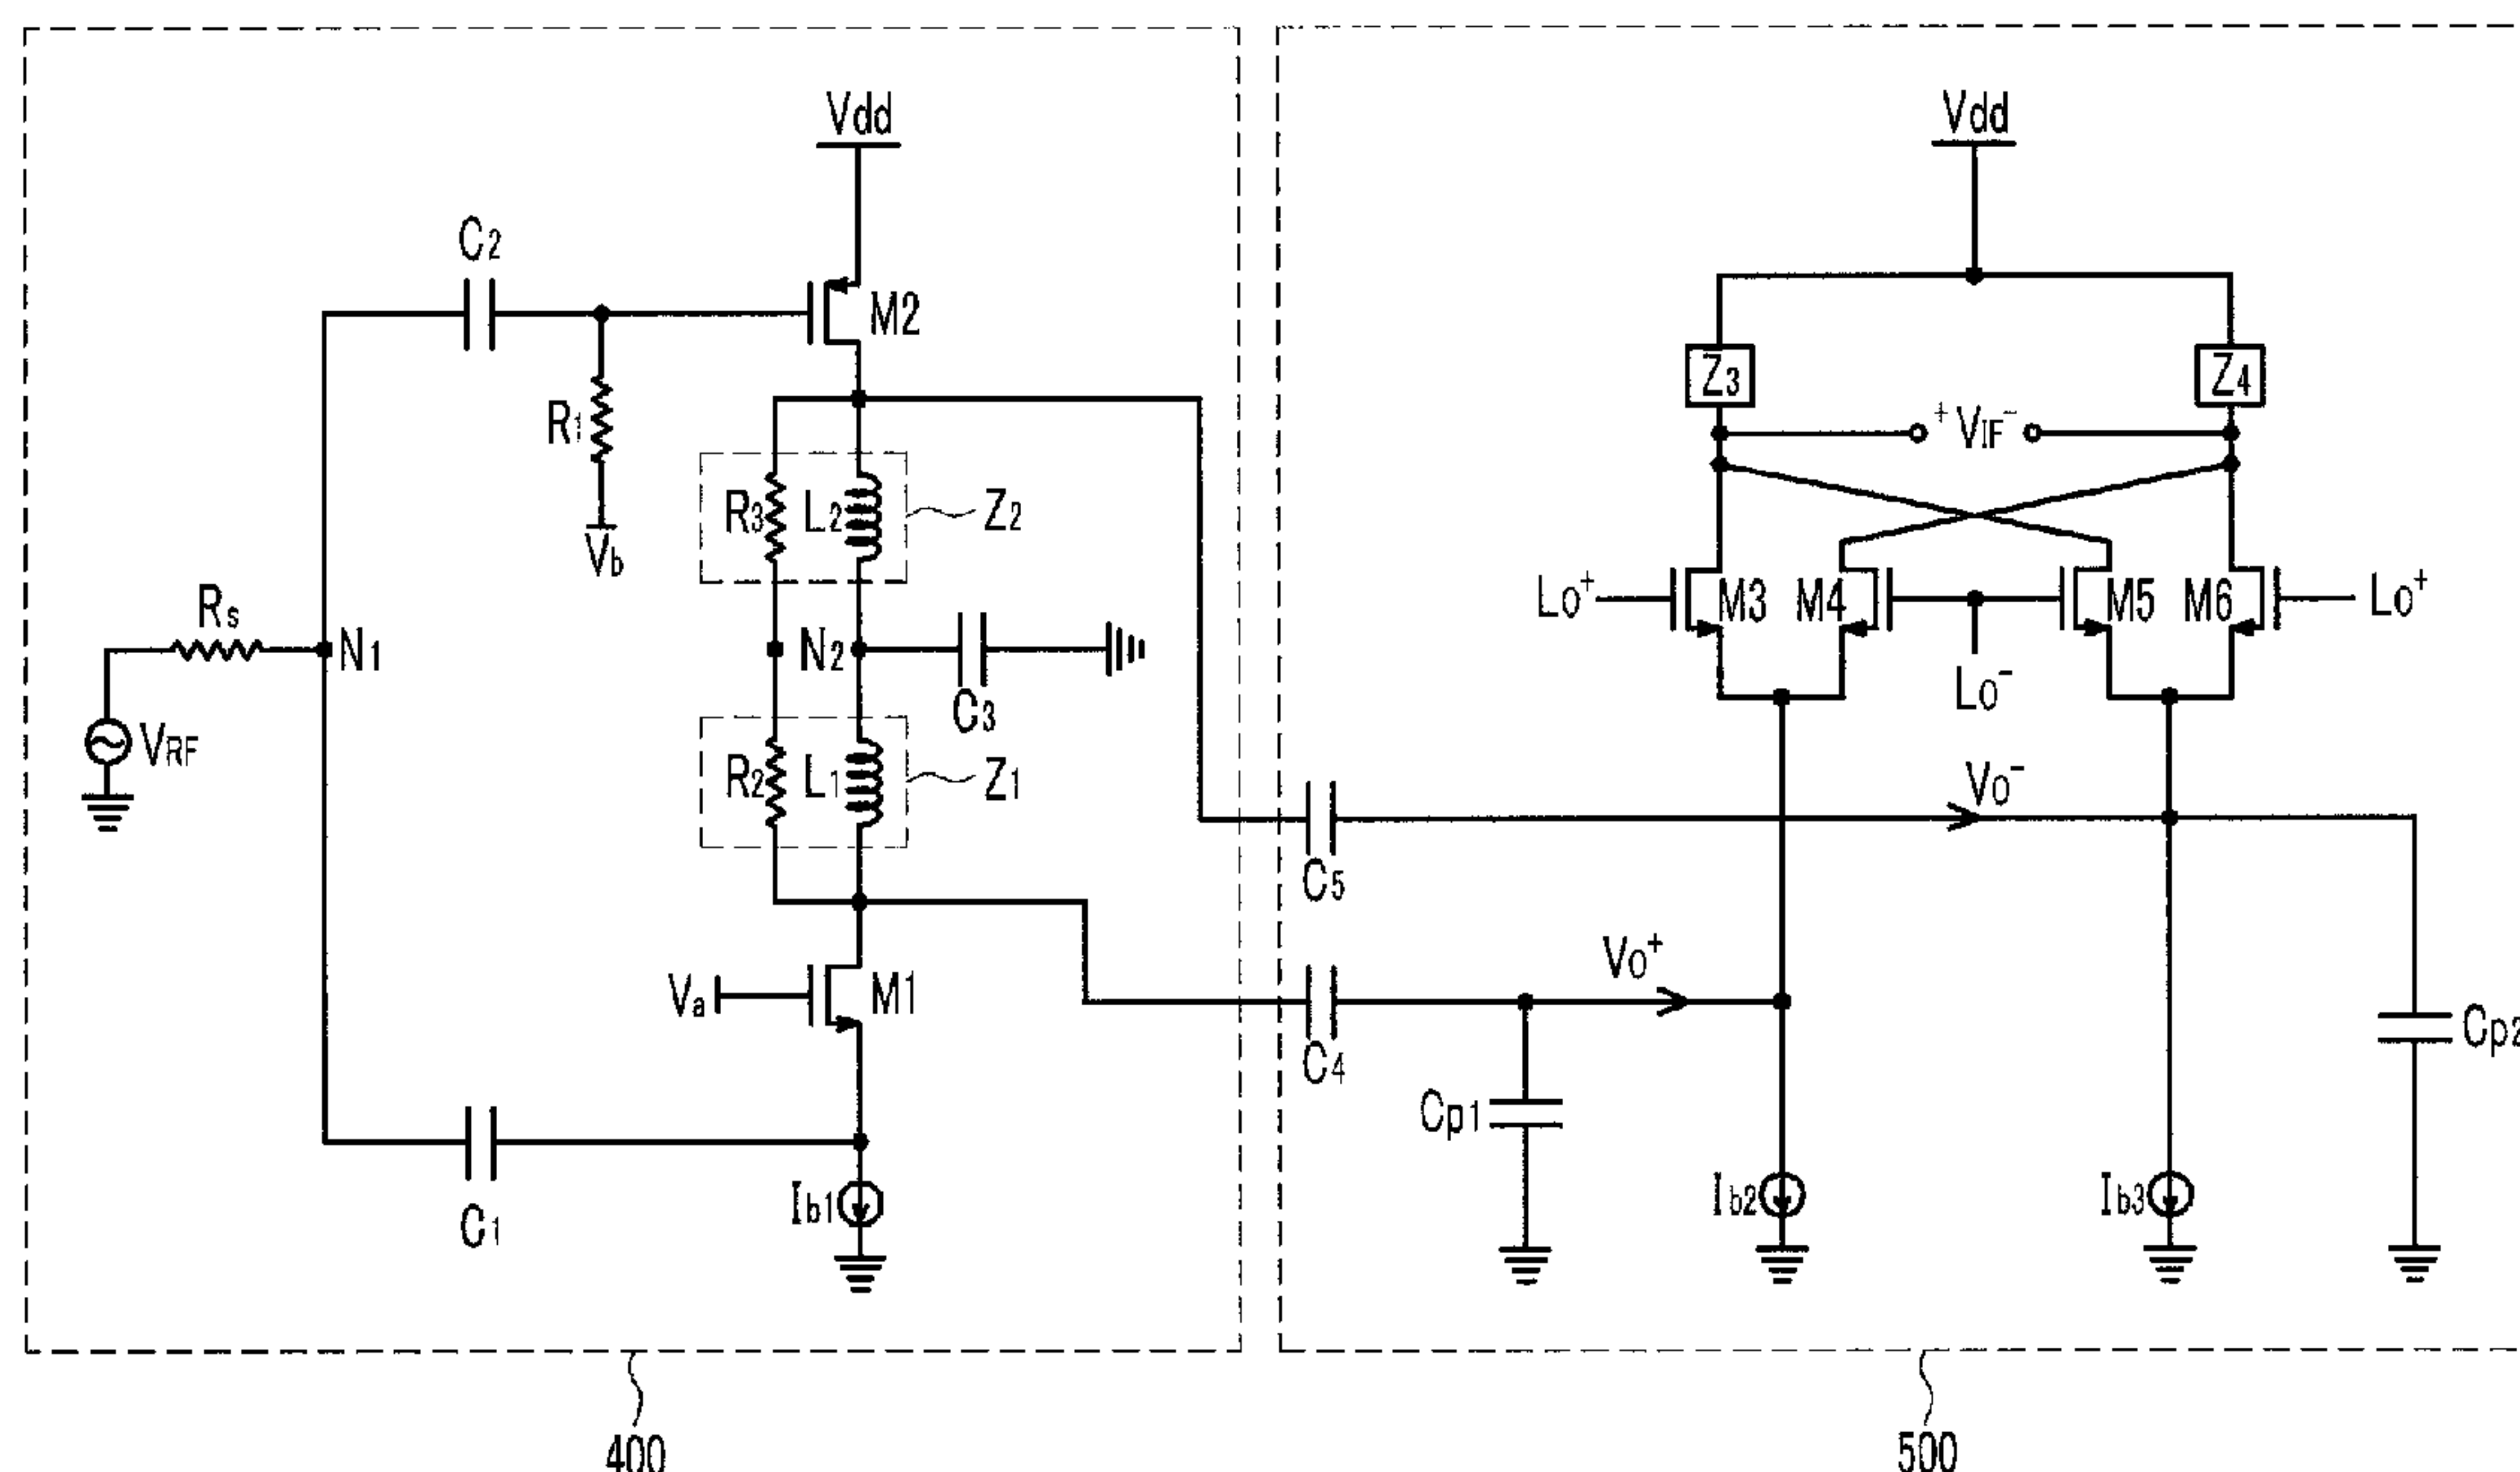 Vdd
Vdd
C2
M2
Z3
Z4
R1
+ VIF -
Vb
R3
L2
Z2
Rs
N1
N2
C3
Lo+
M3
M4
M5
M6
Lo+
Lo-
VRF
R2
L1
Z1
Vo-
C5
Va
M1
Vo+
C4
Cp1
Cp2
C1
Ib1
Ib2
Ib3
400
500